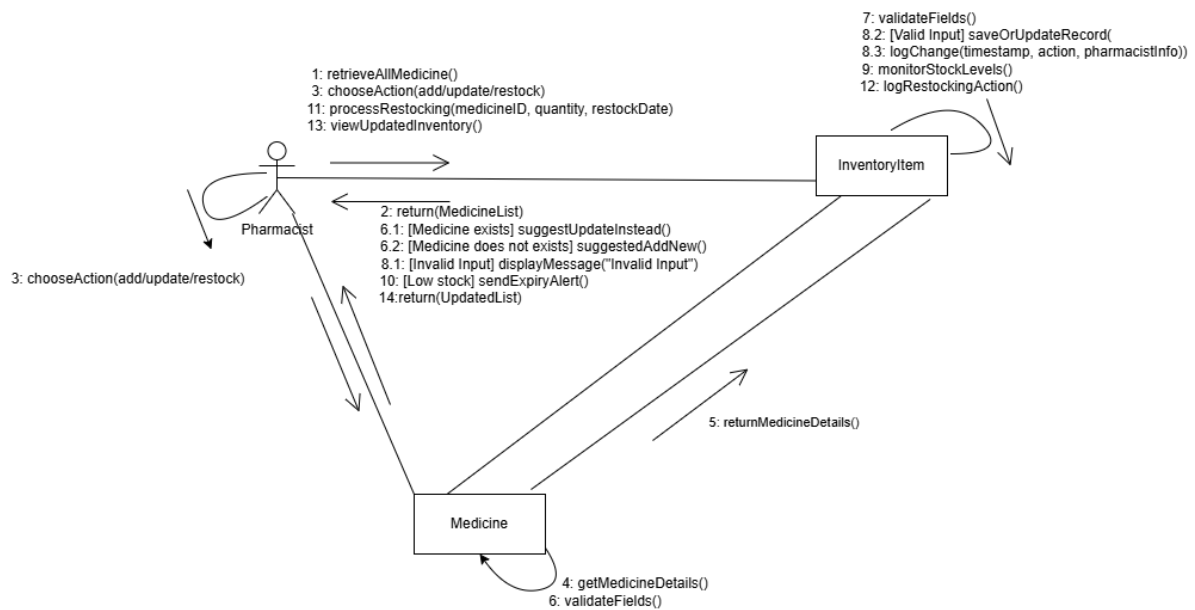 7: validateFields()
8.2: [Valid Input] saveOrUpdateRecord(
8.3: logChange(timestamp, action, pharmacistInfo))
9: monitorStockLevels()
12: logRestockingAction()
1: retrieveAllMedicine()
3: chooseAction(add/update/restock)
11: processRestocking(medicineID, quantity, restockDate)
13: viewUpdatedInventory()
InventoryItem
Pharmacist
2: return(MedicineList)
6.1: [Medicine exists] suggestUpdateInstead()
6.2: [Medicine does not exists] suggestedAddNew()
8.1: [Invalid Input] displayMessage("Invalid Input")
10: [Low stock] sendExpiryAlert()
14:return(UpdatedList)
3: chooseAction(add/update/restock)
5: returnMedicineDetails()
Medicine
4: getMedicineDetails()
6: validateFields()